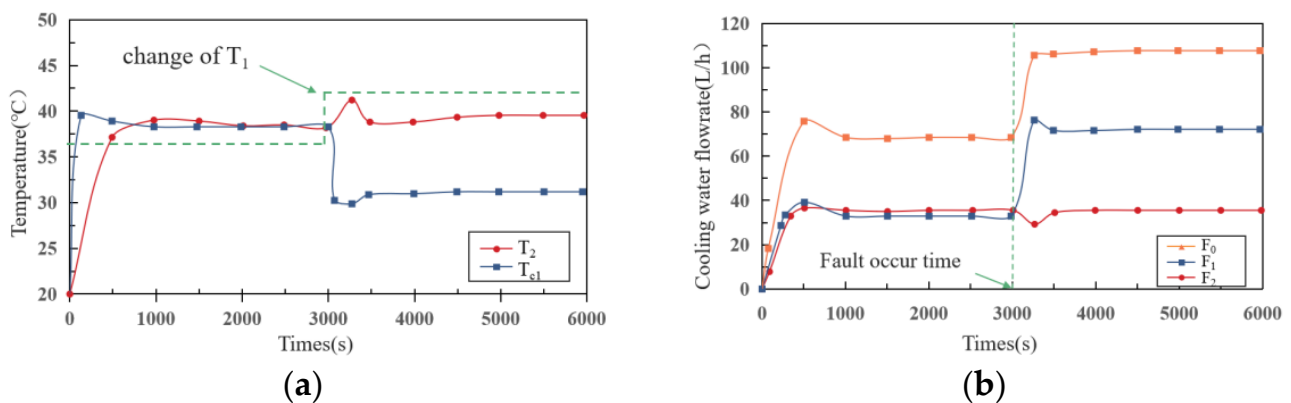 50
45
40
35
30
25
20
Temperature(℃)
change of T₁
T₂
Tc1
0 1000 2000 3000 4000 5000 6000
Times(s)
(a)
120
100
80
60
40
20
0
Cooling water flowrate(L/h)
Fault occur time
F₀
F₁
F₂
0 1000 2000 3000 4000 5000 6000
Times(s)
(b)